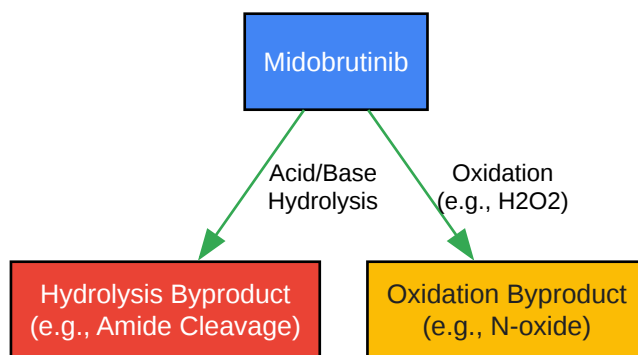 Midobrutinib
Acid/Base
Hydrolysis
Oxidation
(e.g., H2O2)
Hydrolysis Byproduct
(e.g., Amide Cleavage)
Oxidation Byproduct
(e.g., N-oxide)